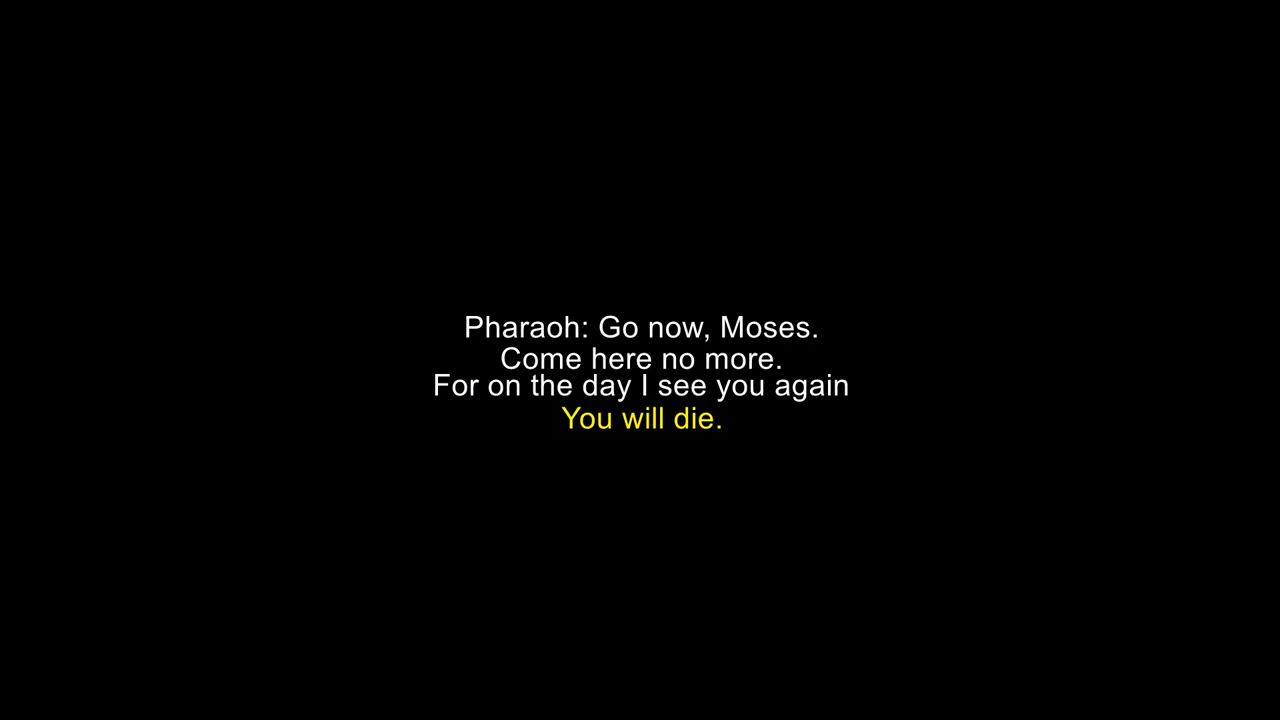 Pharaoh: Go now, Moses.
Come here no more.
For on the day I see you again
You will die.